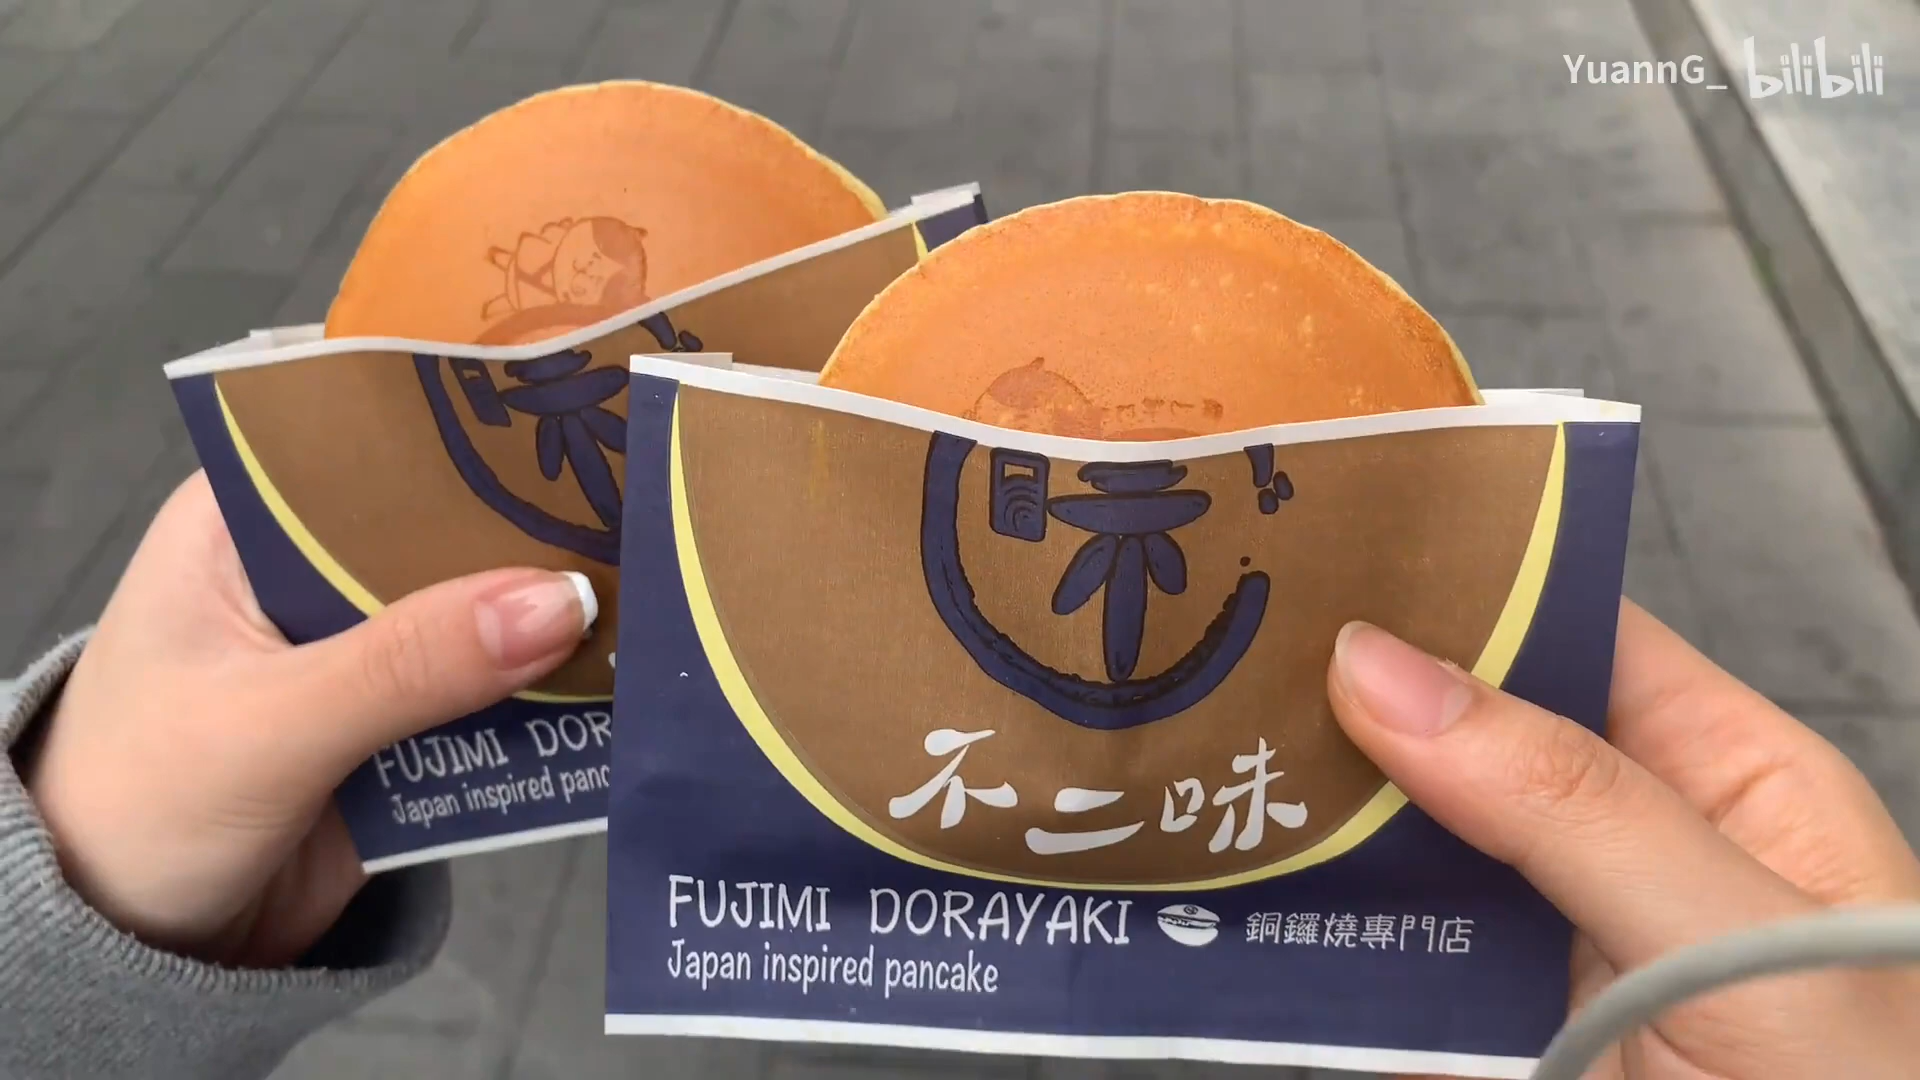 YuannG_ bilibili
不二味
FUJIMI DORAYAKI 銅鑼燒專門店
Japan inspired pancake
FUJIMI DOR
Japan inspired panc